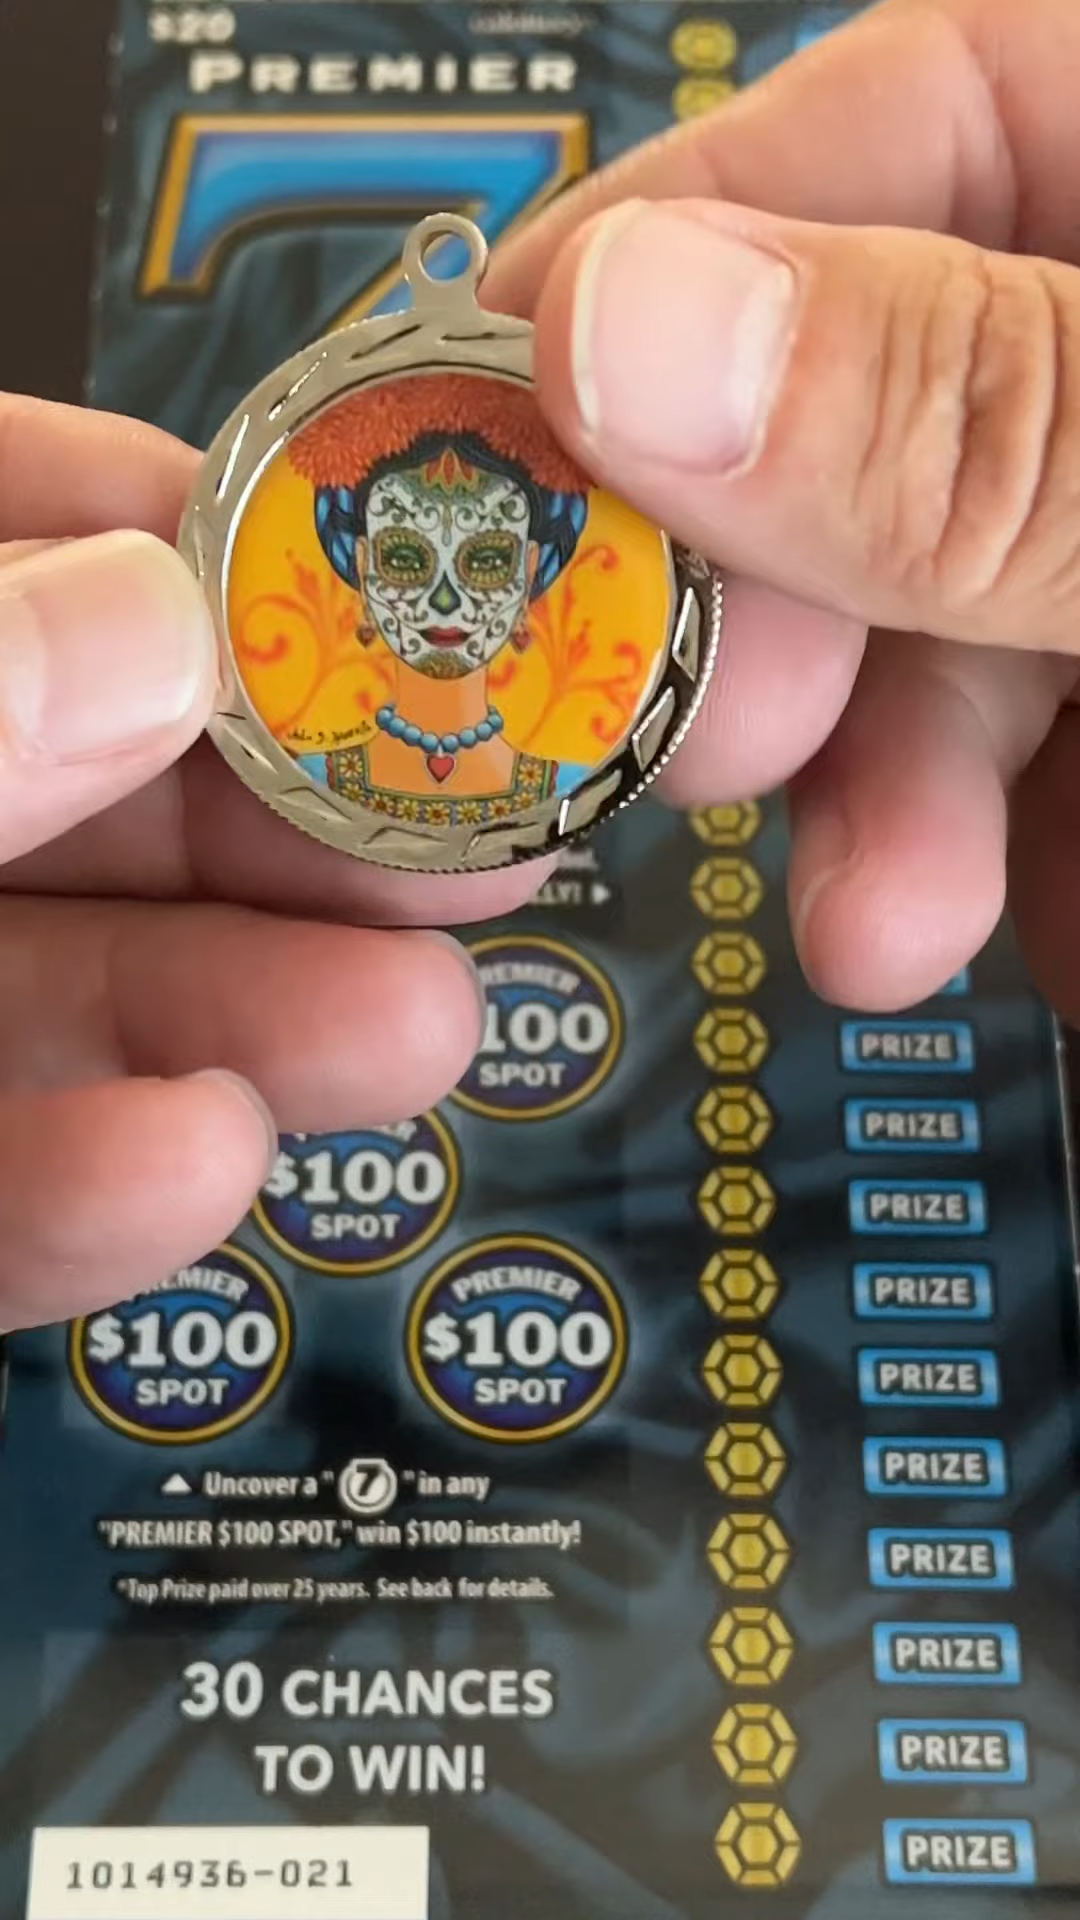 $20
PREMIER
7
PREMIER
$100
SPOT
$100
SPOT
PREMIER
$100
SPOT
PREMIER
$100
SPOT
▲ Uncover a "7" in any
"PREMIER $100 SPOT," win $100 instantly!
*Top Prize paid over 25 years. See back for details.
30 CHANCES
TO WIN!
1014936-021
PRIZE
PRIZE
PRIZE
PRIZE
PRIZE
PRIZE
PRIZE
PRIZE
PRIZE
PRIZE